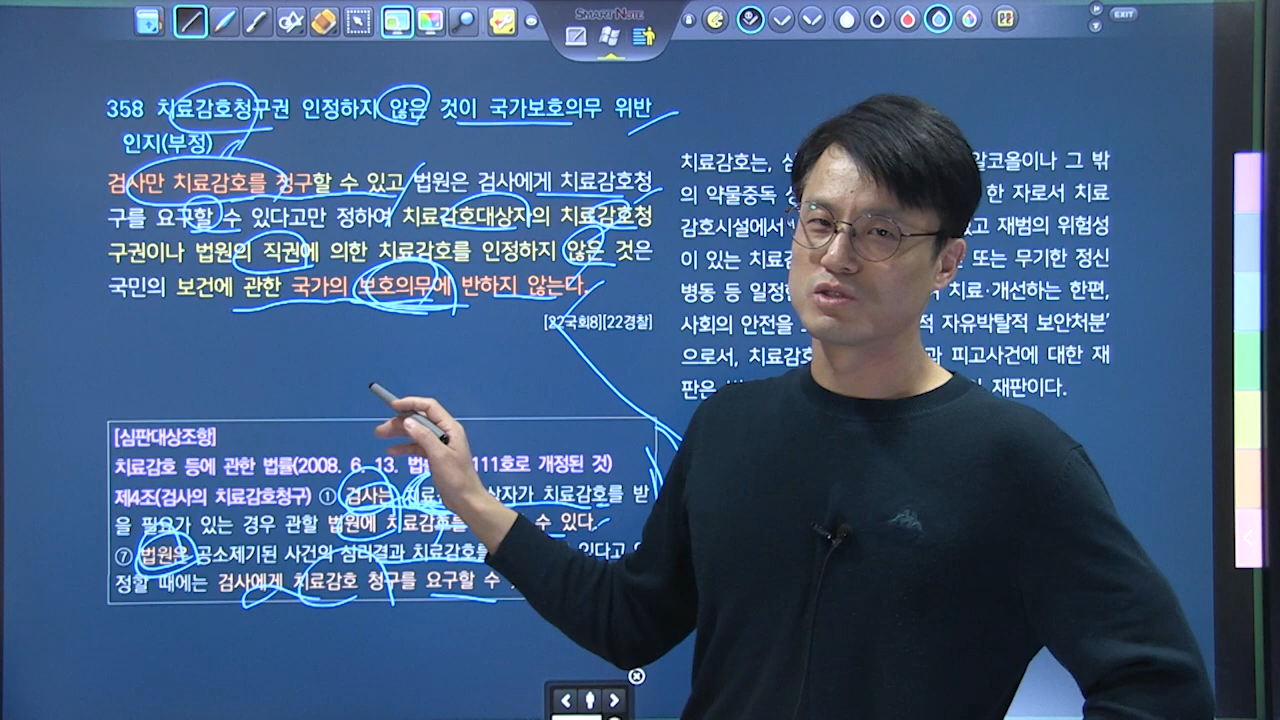 SMARTNOTE
EXIT
358 치료감호청구권 인정하지 않은 것이 국가보호의무 위반
인지(부정)
검사만 치료감호를 청구할 수 있고 법원은 검사에게 치료감호청
구를 요구할 수 있다고만 정하여 치료감호대상자의 치료감호청
구권이나 법원의 직권에 의한 치료감호를 인정하지 않은 것은
국민의 보건에 관한 국가의 보호의무에 반하지 않는다.
[22국회8][22경찰]
[심판대상조항]
치료감호 등에 관한 법률(2008. 6. 13. 법 111호로 개정된 것)
제4조(검사의 치료감호청구) ① 검사는 상자가 치료감호를 받
을 필요가 있는 경우 관할 법원에 치료감호를 수 있다.
⑦ 법원은 공소제기된 사건의 심리결과 치료감호를 있다고
정할 때에는 검사에게 치료감호 청구를 요구할 수
치료감호는, 알코올이나 그 밖
의 약물중독 한 자로서 치료
감호시설에서 있고 재범의 위험성
이 있는 또는 무기한 정신
병동 등 치료·개선하는 한편,
사회의 안전을 자유박탈적 보안처분'
으로서, 피고사건에 대한 재
판은 재판이다.